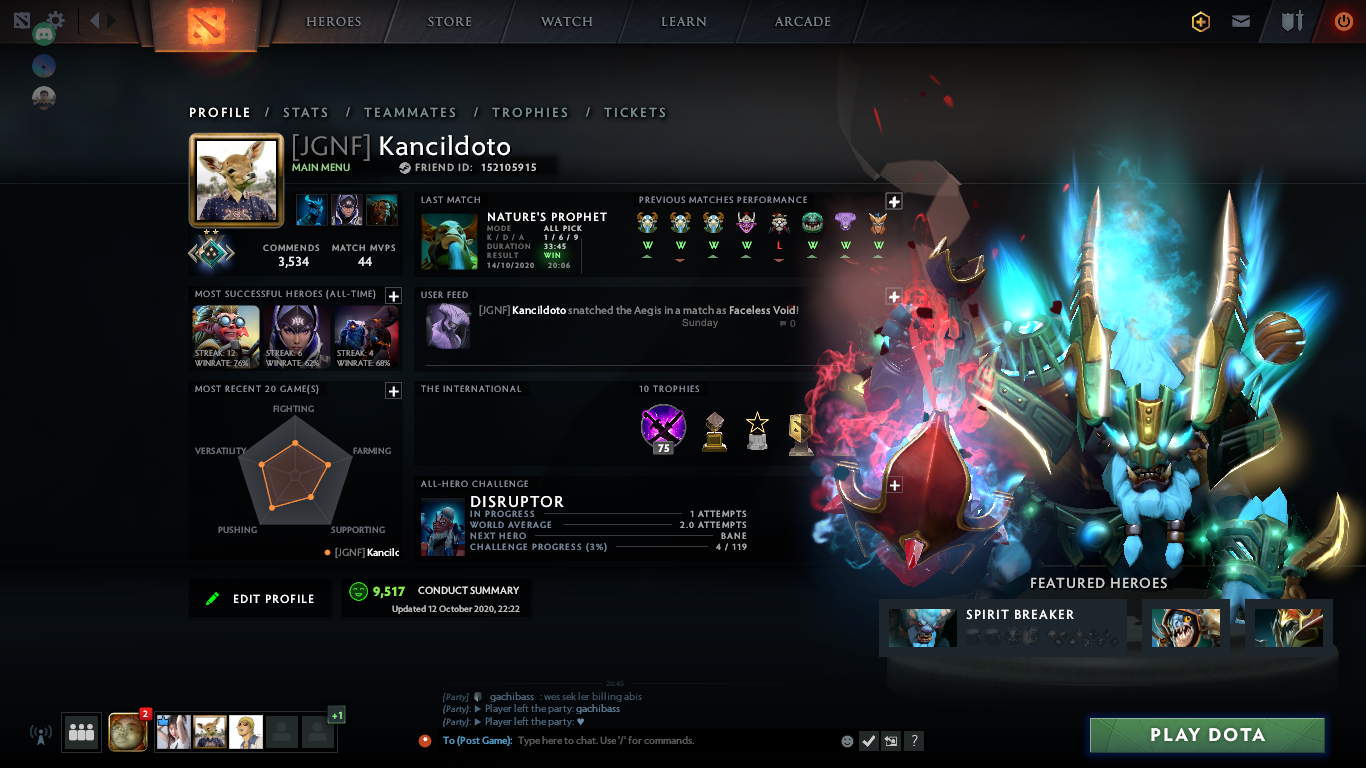 HEROES
STORE
WATCH
LEARN
ARCADE
PROFILE / STATS / TEAMMATES / TROPHIES / TICKETS
[JGNF] Kancildoto
MAIN MENU
FRIEND ID: 152105915
COMMENDS
3,534
MATCH MVPS
44
LAST MATCH
NATURE'S PROPHET
MODE ALL PICK
K / D / A 1 / 6 / 9
DURATION 33:45
RESULT WIN
14/10/2020 20:06
PREVIOUS MATCHES PERFORMANCE
W W W W L W W W
MOST SUCCESSFUL HEROES (ALL-TIME)
STREAK: 12
WINRATE: 76%
STREAK: 6
WINRATE: 62%
STREAK: 4
WINRATE: 68%
USER FEED
[JGNF] Kancildoto snatched the Aegis in a match as Faceless Void!
Sunday
0
MOST RECENT 20 GAME(S)
FIGHTING
VERSATILITY
FARMING
PUSHING
SUPPORTING
[JGNF] Kancilc
THE INTERNATIONAL
10 TROPHIES
75
ALL-HERO CHALLENGE
DISRUPTOR
IN PROGRESS 1 ATTEMPTS
WORLD AVERAGE 2.0 ATTEMPTS
NEXT HERO BANE
CHALLENGE PROGRESS (3%) 4 / 119
EDIT PROFILE
9,517 CONDUCT SUMMARY
Updated 12 October 2020, 22:22
FEATURED HEROES
SPIRIT BREAKER
20:45
[Party] gachibass : wes sek ler billing abis
(Party): Player left the party: gachibass
(Party): Player left the party: ♥
To (Post Game): Type here to chat. Use '/' for commands.
?
2
+1
PLAY DOTA